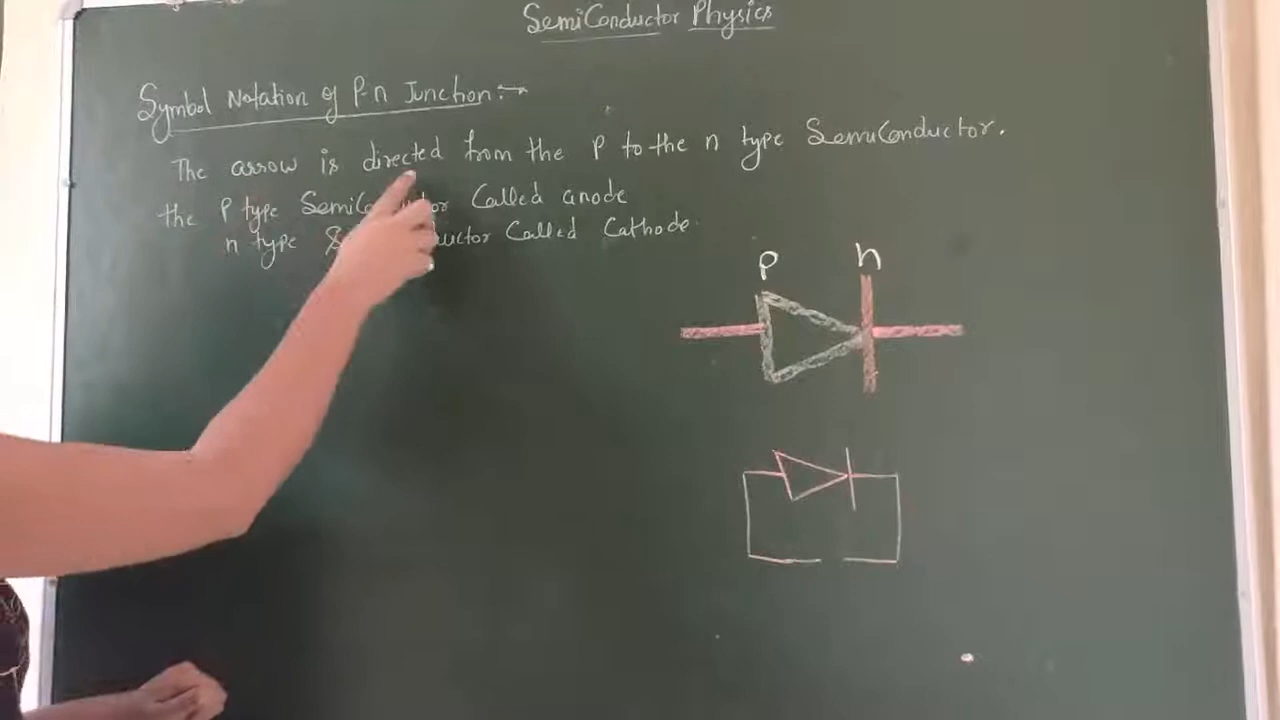 SemiConductor Physics
Symbol Notation of P-n Junction:→
The arrow is directed from the P to the n type SemiConductor.
the P type Called anode
n type Called Cathode.
P n